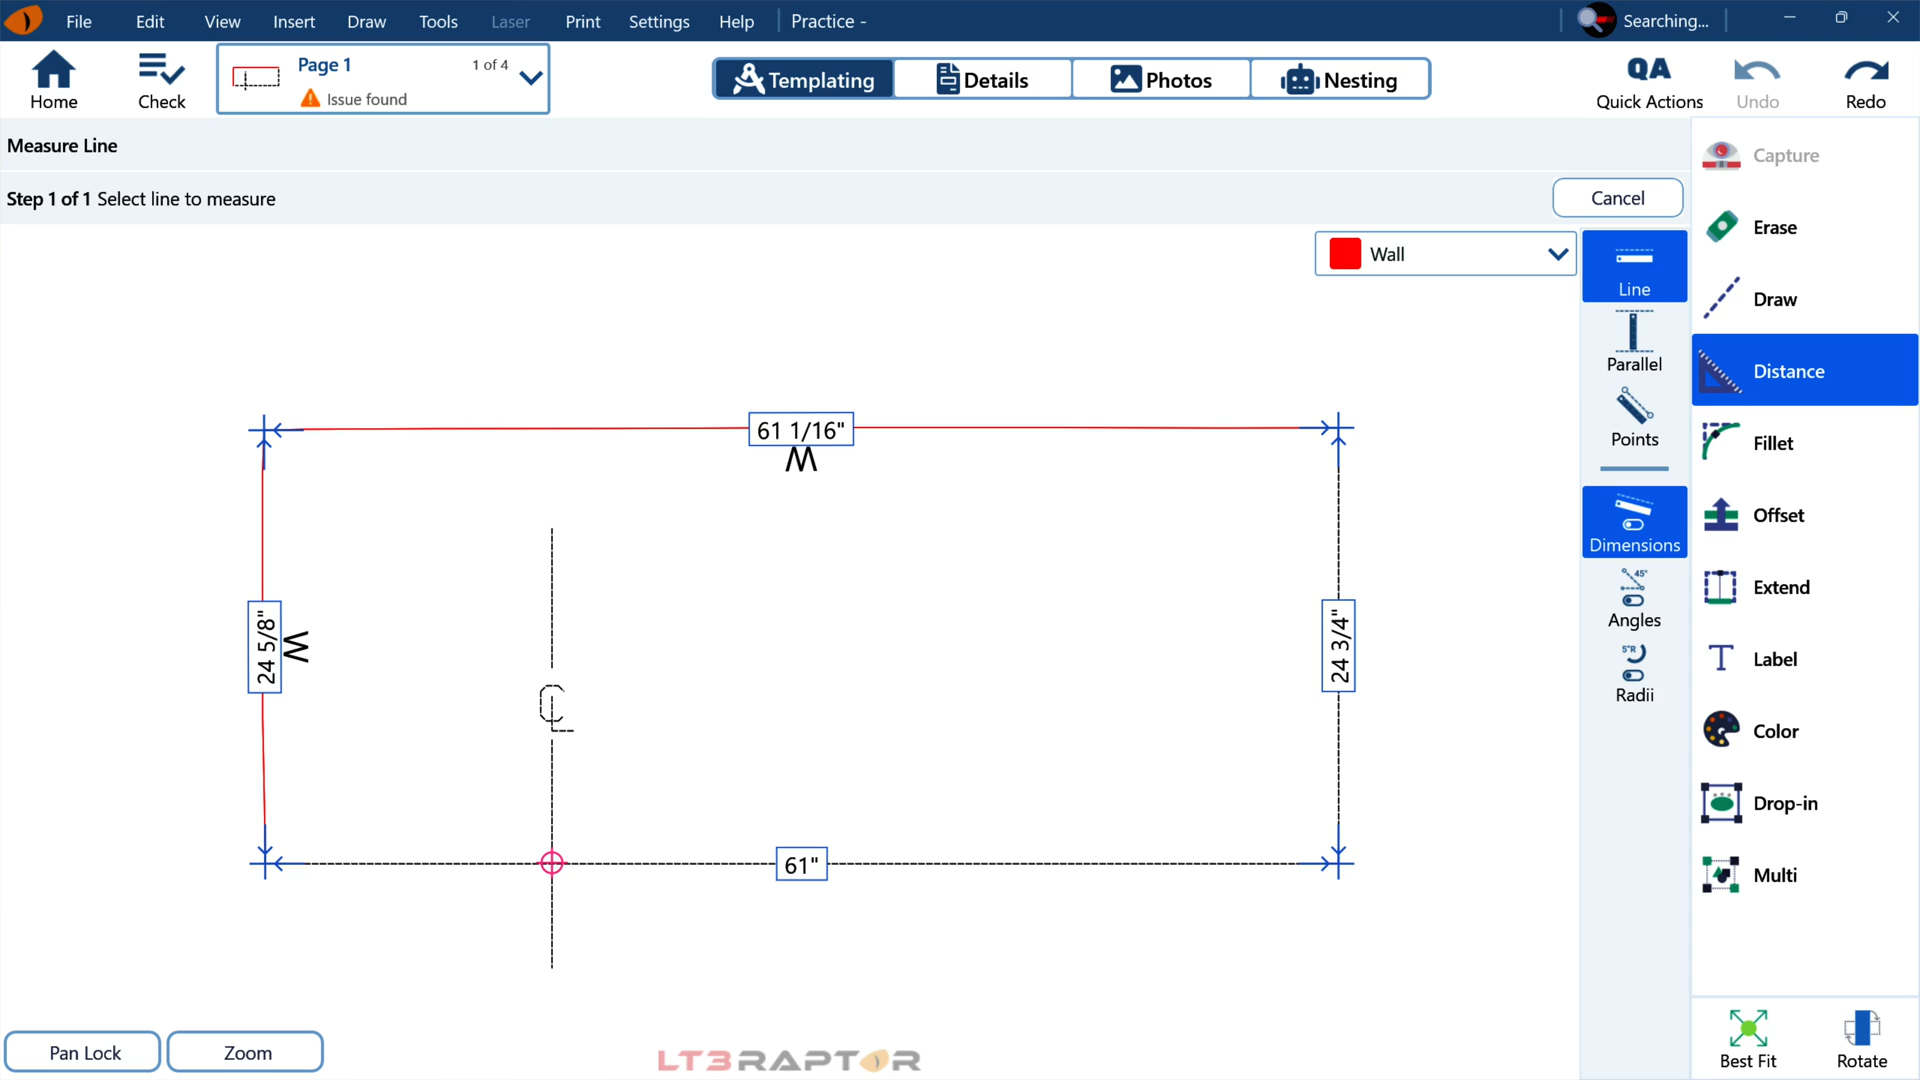 File Edit View Insert Draw Tools Laser Print Settings Help Practice - Searching...
Home
Check
Page 1 1 of 4
Issue found
Templating Details Photos Nesting
QA
Quick Actions
Undo
Redo
Measure Line
Step 1 of 1 Select line to measure
Cancel
Wall
Line
Parallel
Points
Dimensions
45°
Angles
5"R
Radii
Capture
Erase
Draw
Distance
Fillet
Offset
Extend
Label
Color
Drop-in
Multi
61 1/16"
W
24 5/8"
W
24 3/4"
61"
Pan Lock
Zoom
LT3RAPTOR
Best Fit
Rotate